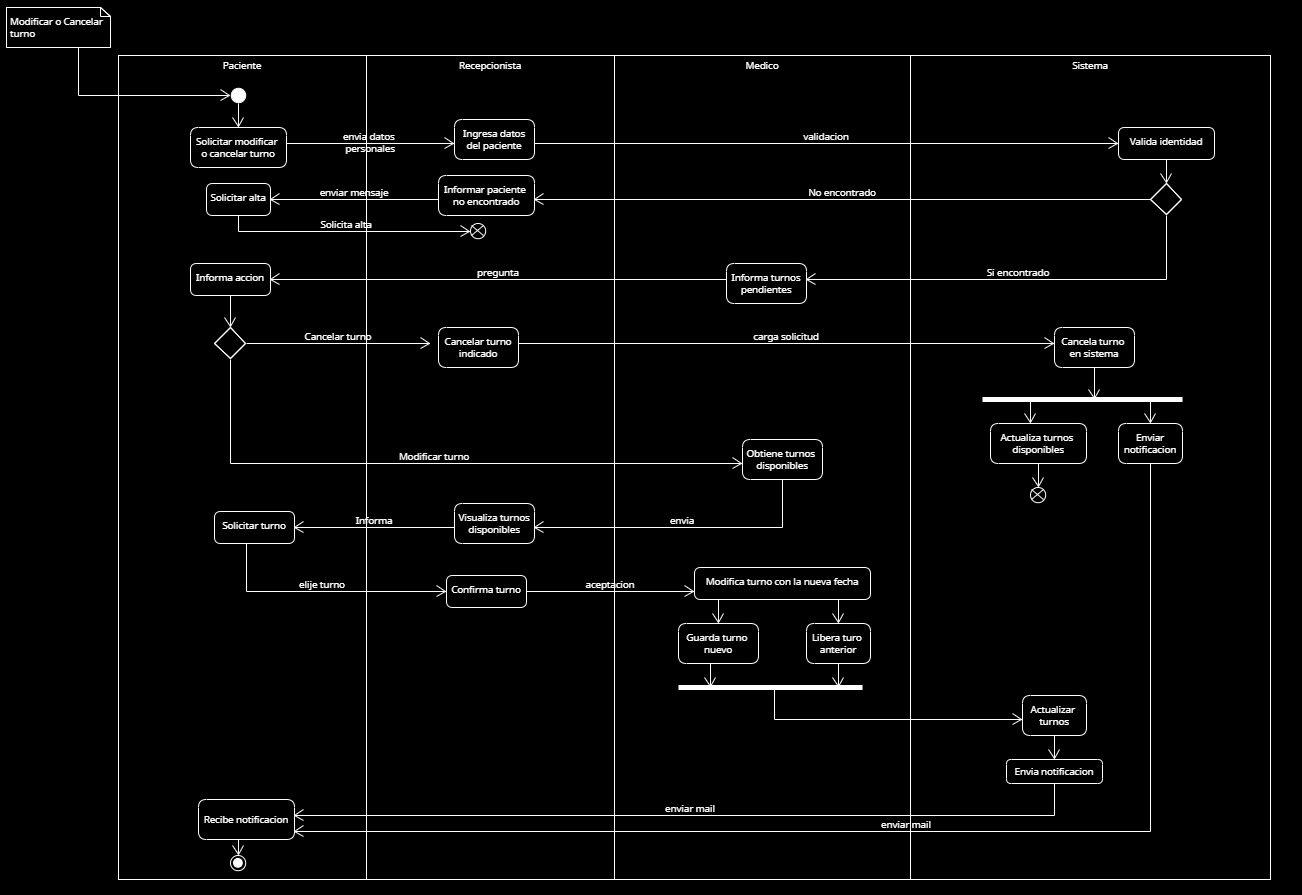 Modificar o Cancelar
turno
Paciente
Recepcionista
Medico
Sistema
Solicitar modificar
o cancelar turno
envia datos
personales
Ingresa datos
del paciente
validacion
Valida identidad
Solicitar alta
enviar mensaje
Informar paciente
no encontrado
No encontrado
Solicita alta
Informa accion
pregunta
Informa turnos
pendientes
Si encontrado
Cancelar turno
Cancelar turno
indicado
carga solicitud
Cancela turno
en sistema
Actualiza turnos
disponibles
Enviar
notificacion
Modificar turno
Obtiene turnos
disponibles
Solicitar turno
Informa
Visualiza turnos
disponibles
envia
elije turno
Confirma turno
aceptacion
Modifica turno con la nueva fecha
Guarda turno
nuevo
Libera turo
anterior
Actualizar
turnos
Envia notificacion
Recibe notificacion
enviar mail
enviar mail